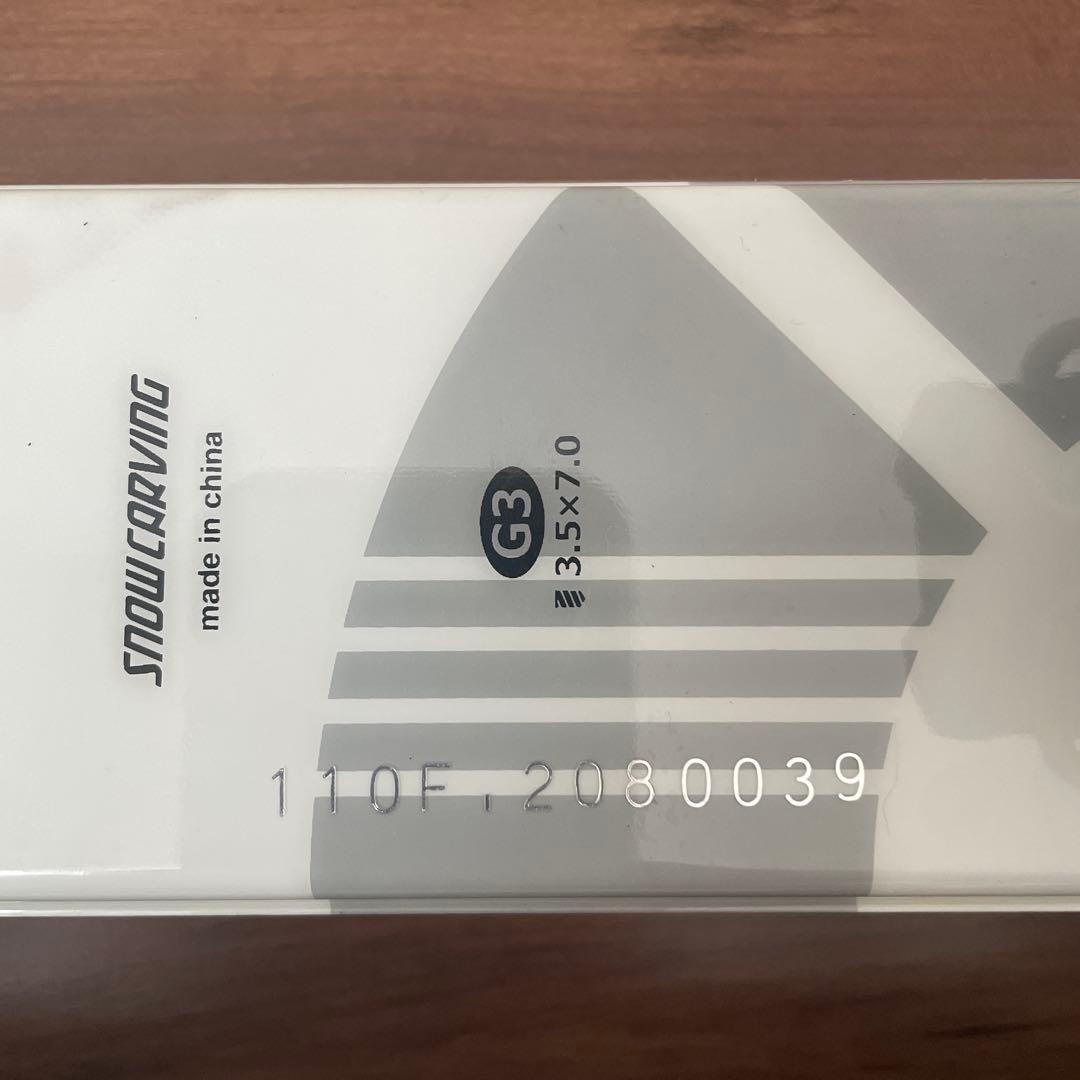 SNOWCARVING
made in china
G3
3.5×7.0
110F.2080039